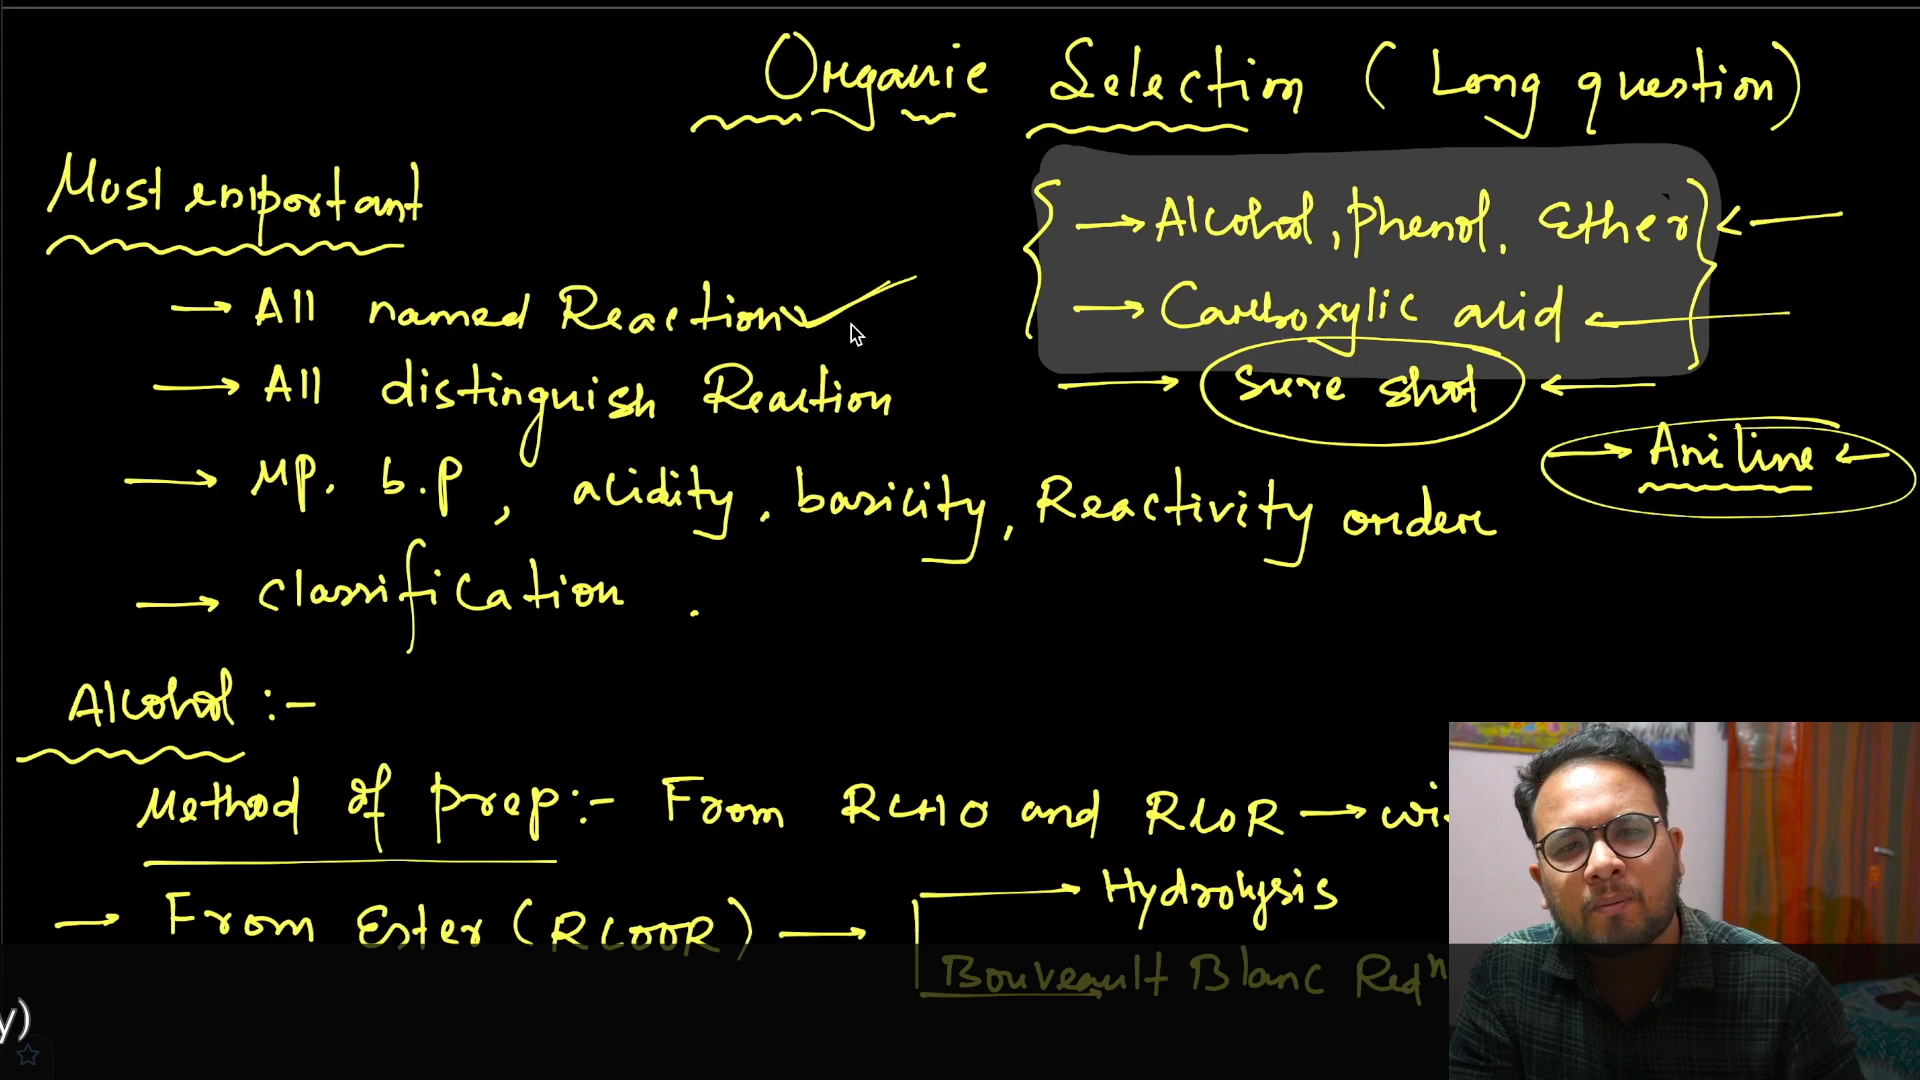 Organic Selection (Long question)
Most important
→ Alcohol, phenol, Ether ←
→ All named Reaction ✓
→ Carboxylic acid ←
→ All distinguish Reaction
→ Sure shot ←
→ Aniline ←
→ MP. b.p, acidity, basicity, Reactivity order
→ classification.
Alcohol :-
Method of prep:- From RCHO and RCOR →
→ From Ester (RCOOR) → Hydrolysis
Bouveault Blanc Redⁿ
y)